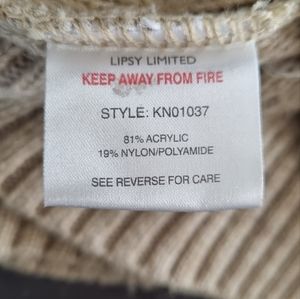 LIPSY LIMITED
KEEP AWAY FROM FIRE
STYLE: KN01037
81% ACRYLIC
19% NYLON/POLYAMIDE
SEE REVERSE FOR CARE